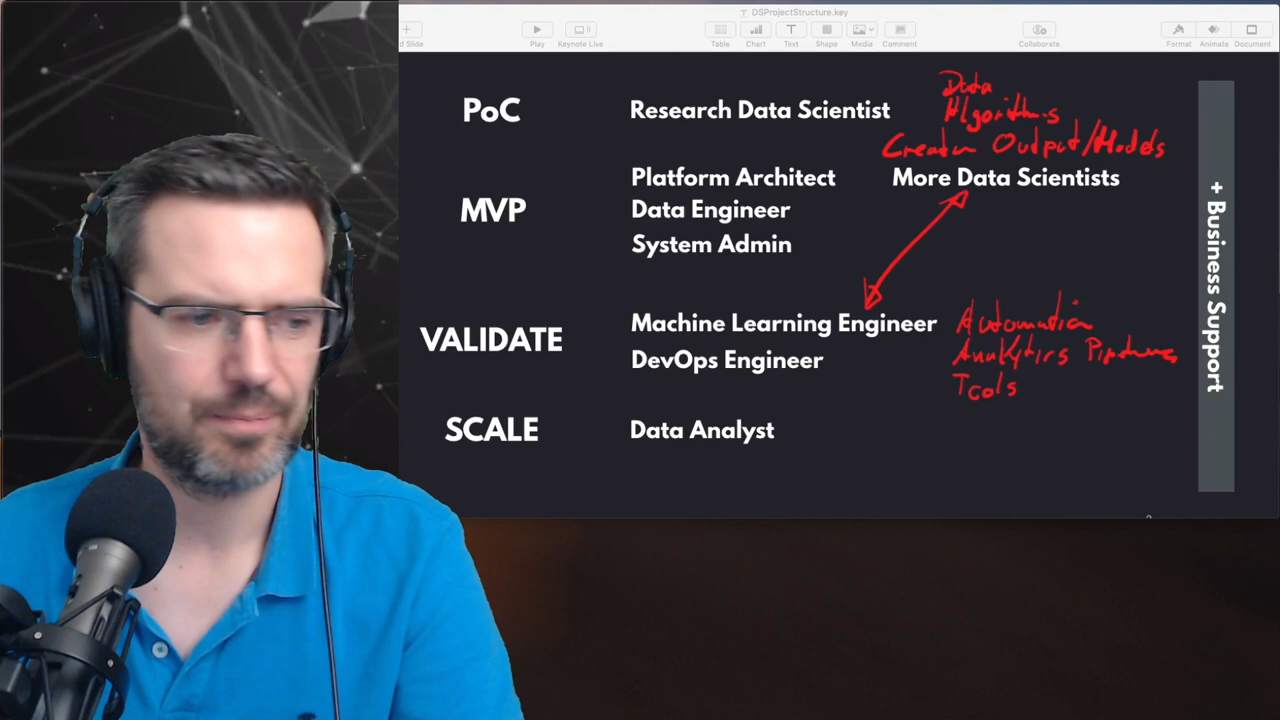 DSProjectStructure.key
d Slide
Play
Keynote Live
Table
Chart
Text
Shape
Media
Comment
Collaborate
Format
Animate
Document
PoC
Research Data Scientist
Data
Algorithms
Output/Models
MVP
Platform Architect
More Data Scientists
Data Engineer
System Admin
VALIDATE
Machine Learning Engineer
DevOps Engineer
Automation
Analytics
Tools
SCALE
Data Analyst
+ Business Support